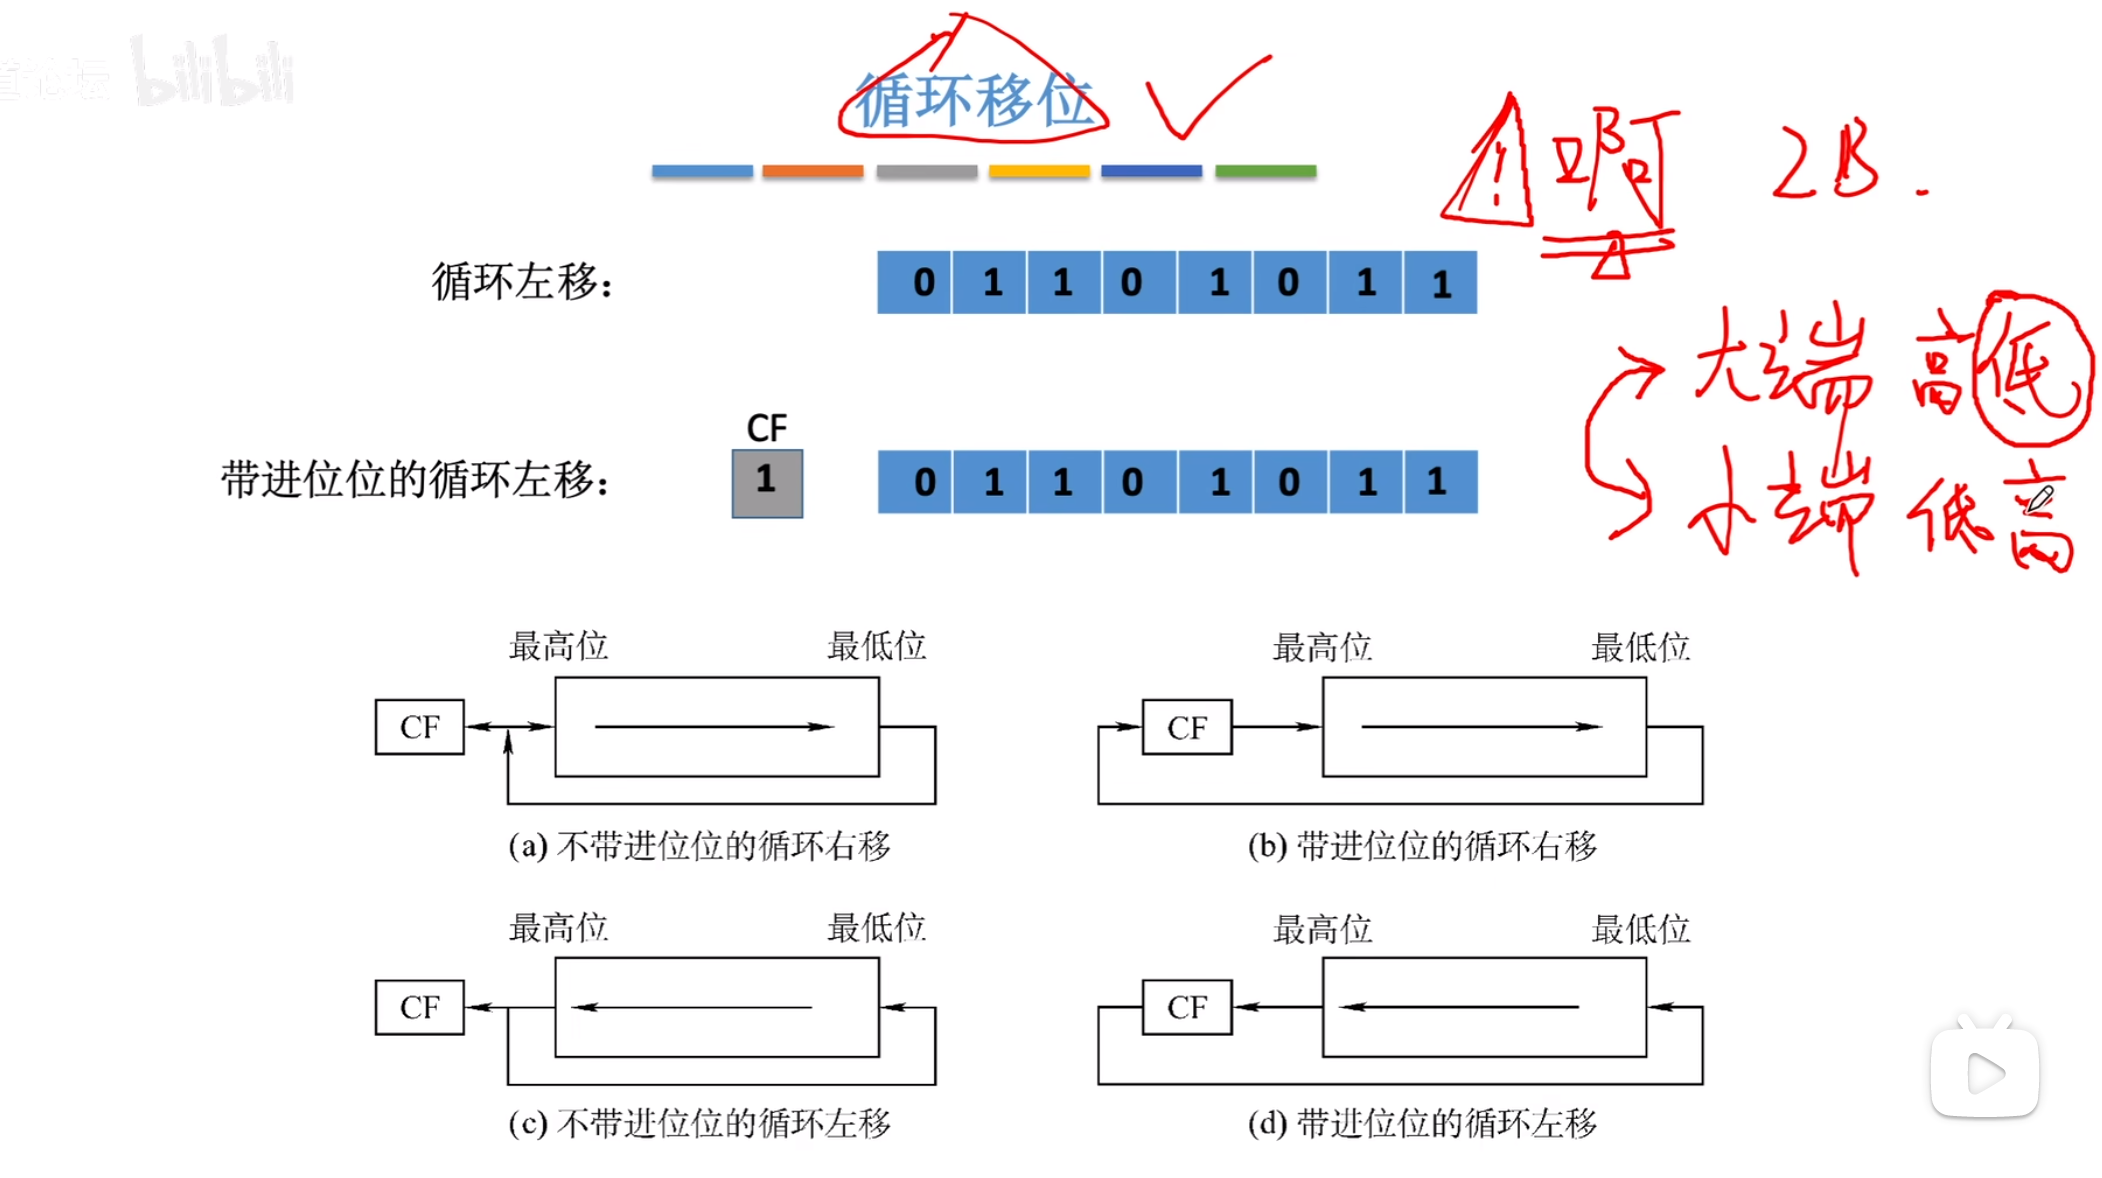 bilibili
循环移位
啊 2B.
循环左移：
0 1 1 0 1 0 1 1
大端 高低
CF
带进位位的循环左移：
1
0 1 1 0 1 0 1 1
小端 低高
最高位 最低位
CF
(a) 不带进位位的循环右移
最高位 最低位
CF
(b) 带进位位的循环右移
最高位 最低位
CF
(c) 不带进位位的循环左移
最高位 最低位
CF
(d) 带进位位的循环左移